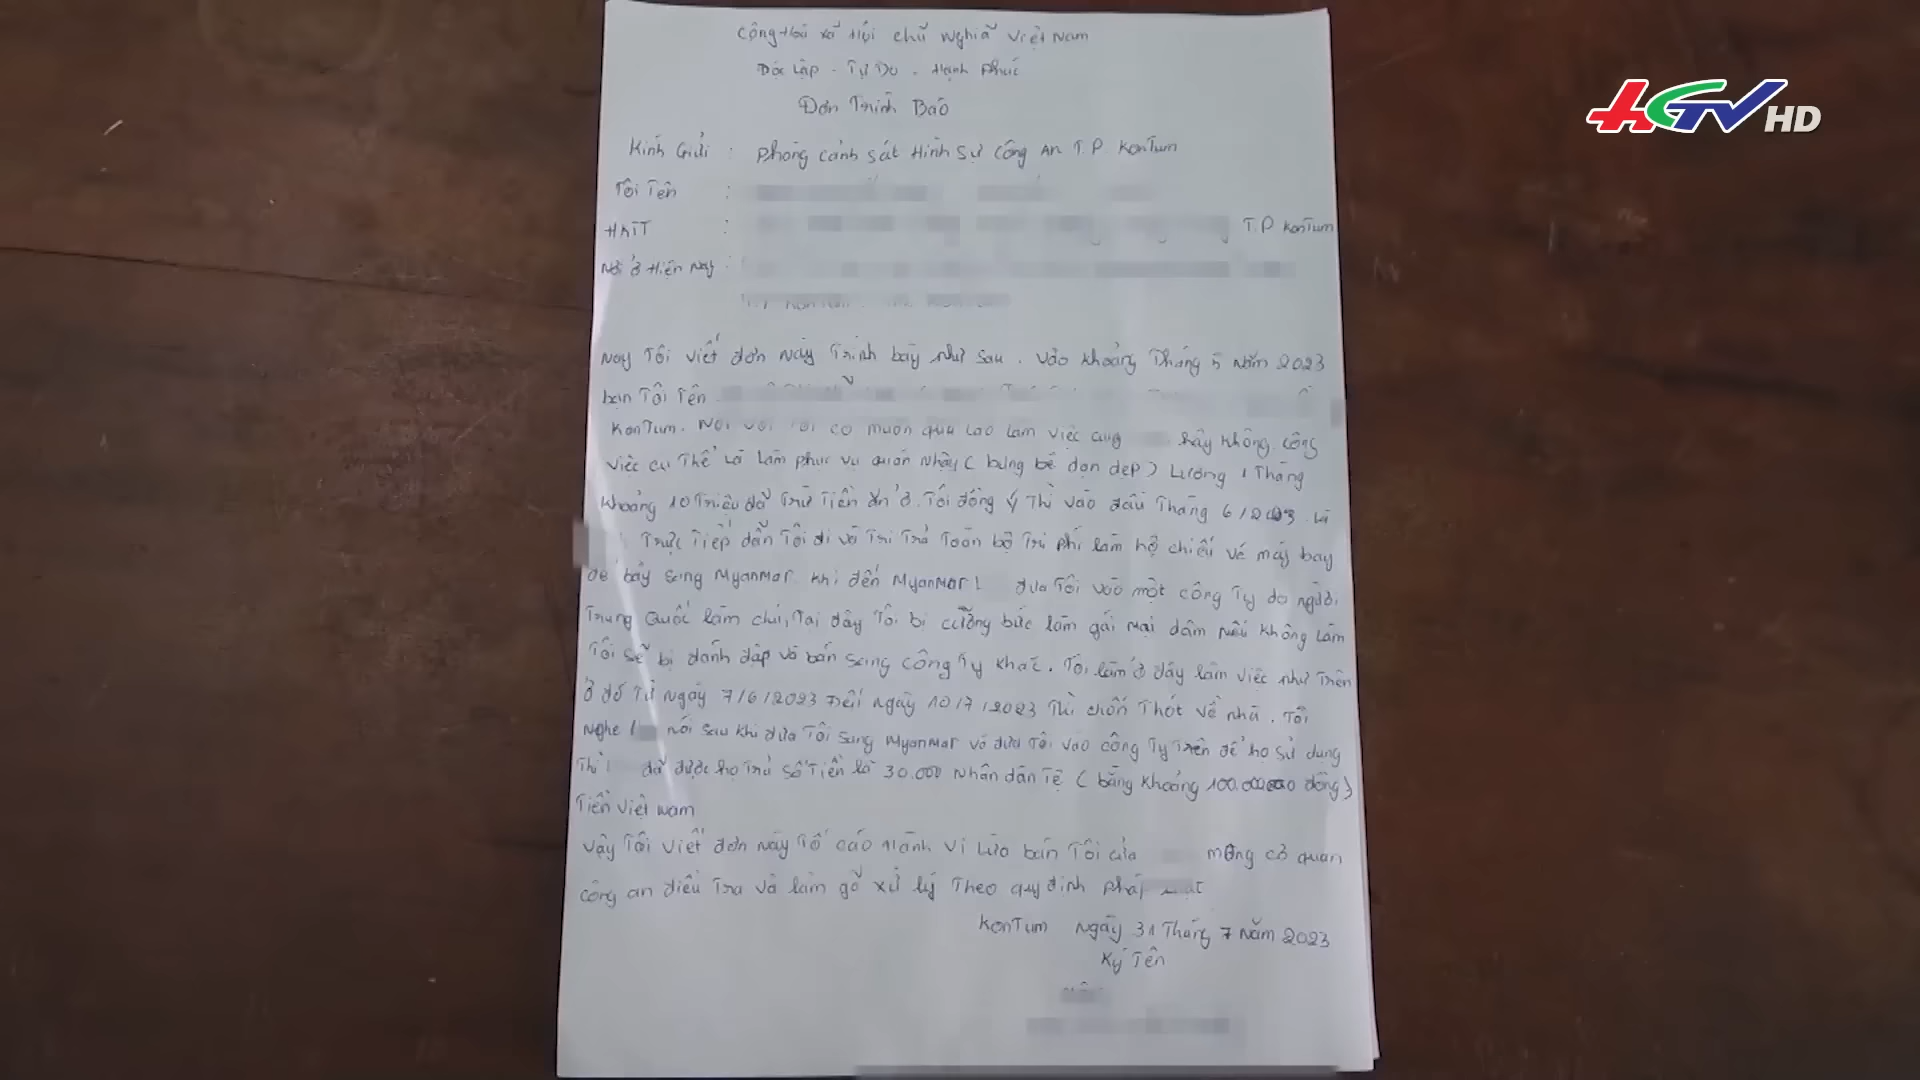 Cộng Hoà xã Hội chủ Nghĩa Việt Nam
Độc Lập - Tự Do - Hạnh phúc
HGTV HD
Đơn Trình Báo
Kính Gửi : phòng cảnh sát Hình sự Công An T.P KonTum
Tôi Tên :
HKTT : T.P KonTum
Nơi ở Hiện Nay :
Nay Tôi viết đơn này Trình bày như sau. vào khoảng Tháng 5 năm 2023
bạn Tôi Tên
KonTum. Nói với Tôi có muốn qua Lào làm việc cùng hay không. công
việc cụ Thể là làm phục vụ quán nhậy ( bưng bê dọn dẹp ) Lương 1 Tháng
khoảng 10 Triệu đã Trừ Tiền ăn ở. Tôi đồng ý Thì vào đầu Tháng 6/2023.
Trực Tiếp dẫn Tôi đi và Tri Trả Toàn bộ Tri phí làm hộ chiếu vé máy bay
để bay sang Myanmar khi đến Myanmar đưa Tôi vào một công Ty do người
Trung Quốc làm chủ, Tại đây Tôi bị cưỡng bức làm gái mại dâm nếu không làm
Tôi sẽ bị đánh đập và bán sang công Ty khác. Tôi làm ở đây làm việc như Trên
ở đó Từ ngày 7/6/2023 đến ngày 10/7/2023 Thì chốn Thót về nhà. Tôi
nghe nói sau khi đưa Tôi sang Myanmar và đưa Tôi vào công Ty Trên để họ sử dụng
Thì đã được họ Trả số Tiền là 30.000 Nhân dân Tệ ( bằng khoảng 100.000000 đồng )
Tiền Việt Nam
Vậy Tôi viết đơn này Tố cáo Hành vi Lừa bán Tôi của mong cơ quan
công an điều Tra và làm gõ xử lý Theo quy định pháp
KonTum ngày 31 Tháng 7 năm 2023
Ký Tên